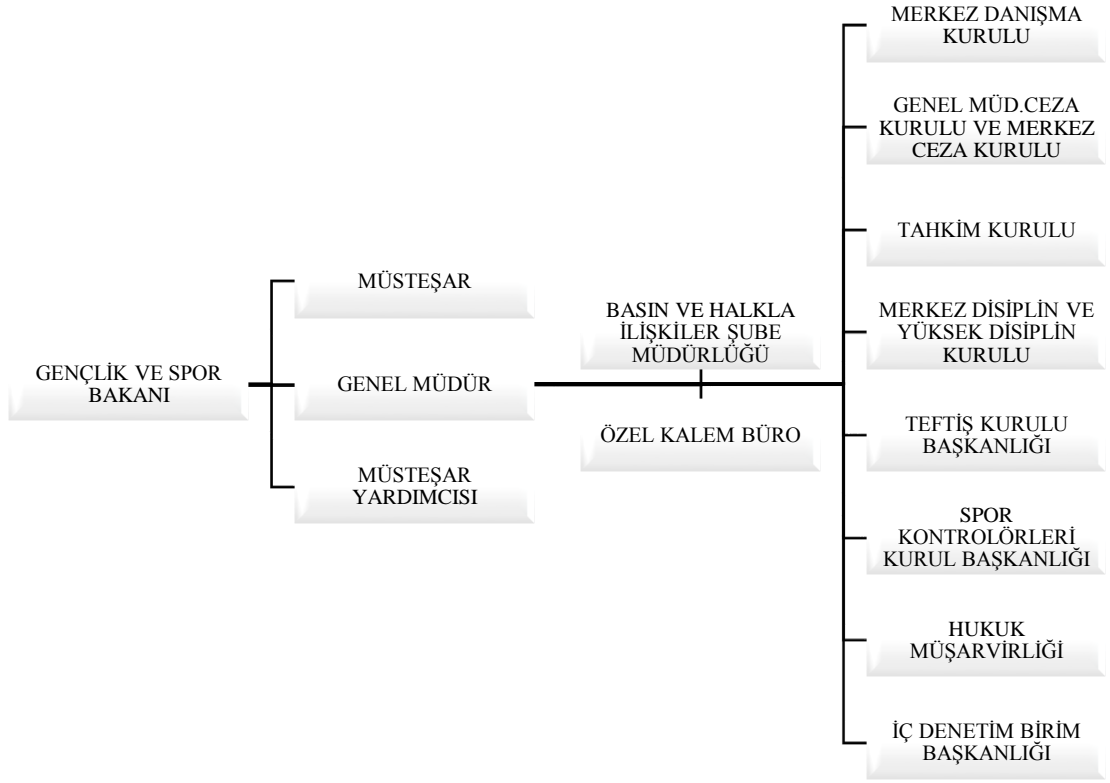 GENÇLİK VE SPOR
BAKANI
MÜSTEŞAR
GENEL MÜDÜR
MÜSTEŞAR
YARDIMCISI
BASIN VE HALKLA
İLİŞKİLER ŞUBE
MÜDÜRLÜĞÜ
ÖZEL KALEM BÜRO
MERKEZ DANIŞMA
KURULU
GENEL MÜD.CEZA
KURULU VE MERKEZ
CEZA KURULU
TAHKİM KURULU
MERKEZ DİSİPLİN VE
YÜKSEK DİSİPLİN
KURULU
TEFTİŞ KURULU
BAŞKANLIĞI
SPOR
KONTROLÖRLERİ
KURUL BAŞKANLIĞI
HUKUK
MÜŞARVİRLİĞİ
İÇ DENETİM BİRİM
BAŞKANLIĞI